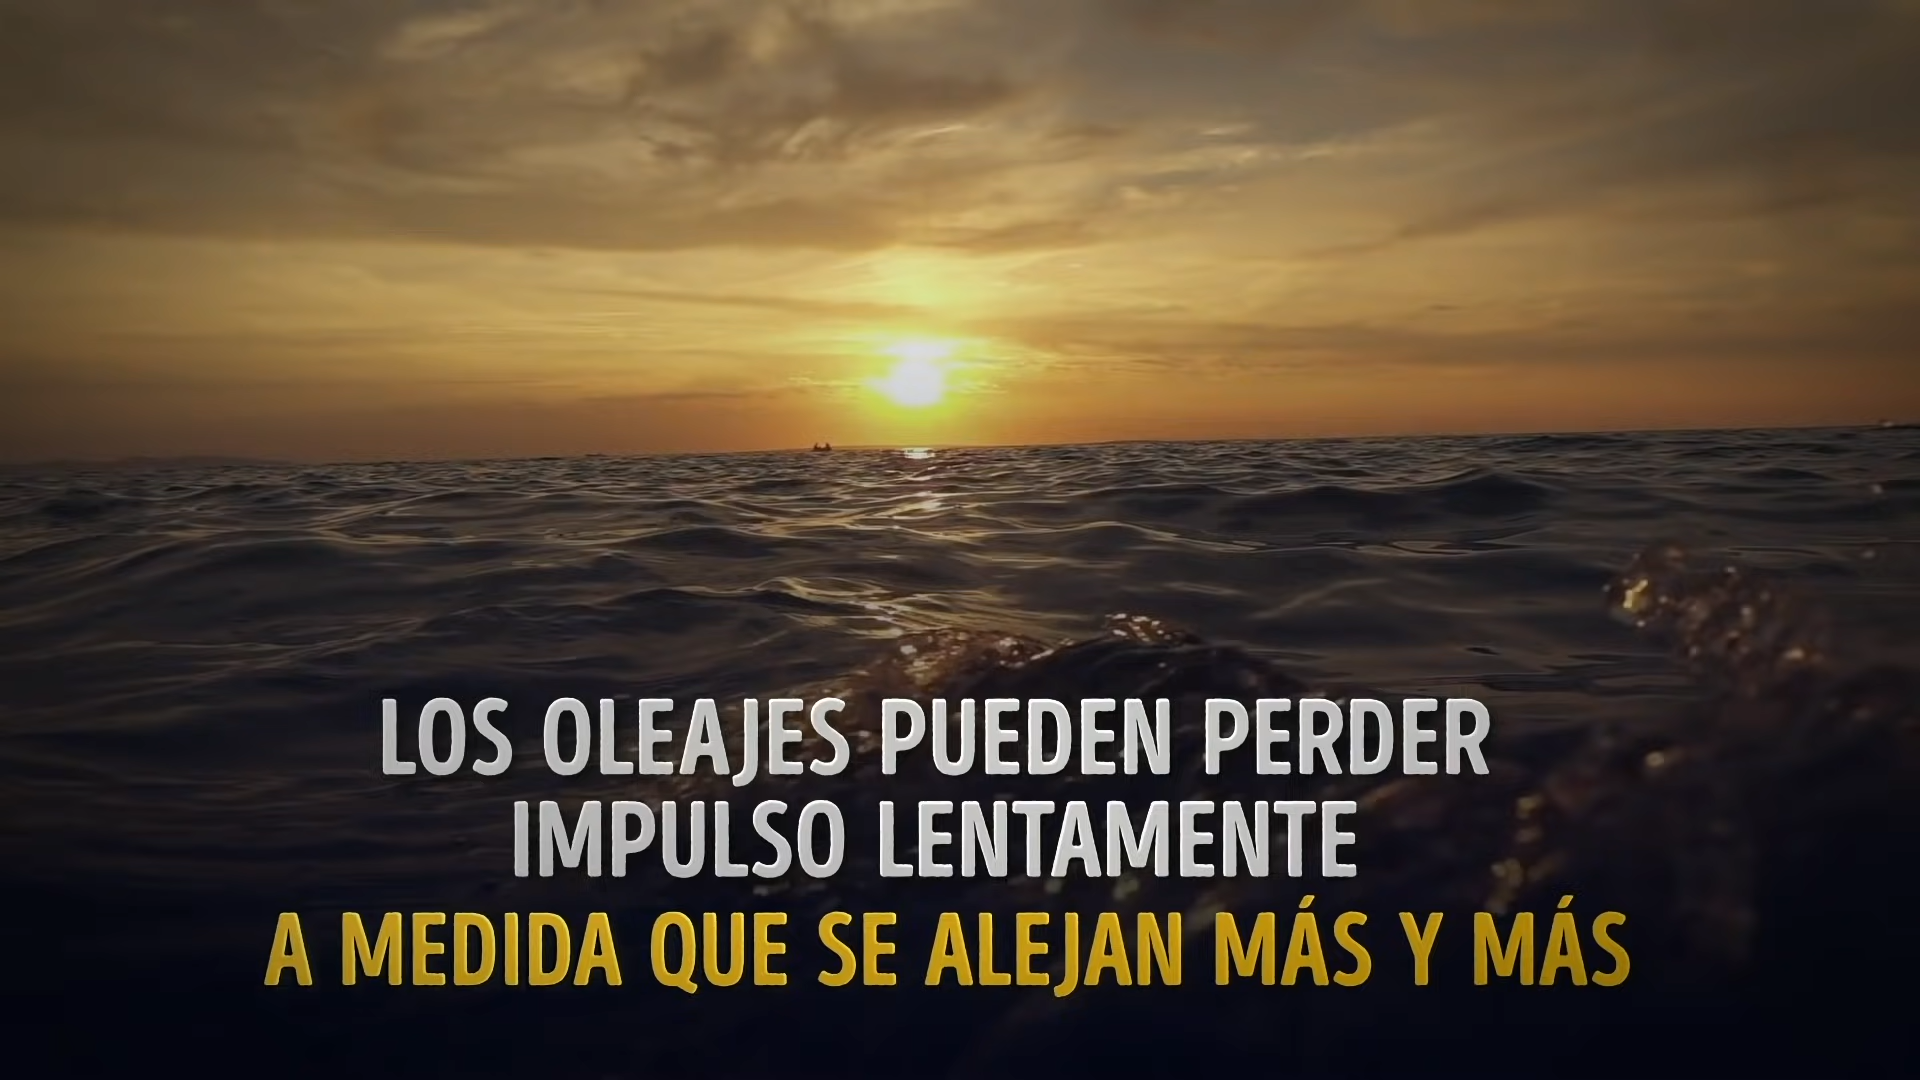 LOS OLEAJES PUEDEN PERDER
IMPULSO LENTAMENTE
A MEDIDA QUE SE ALEJAN MÁS Y MÁS